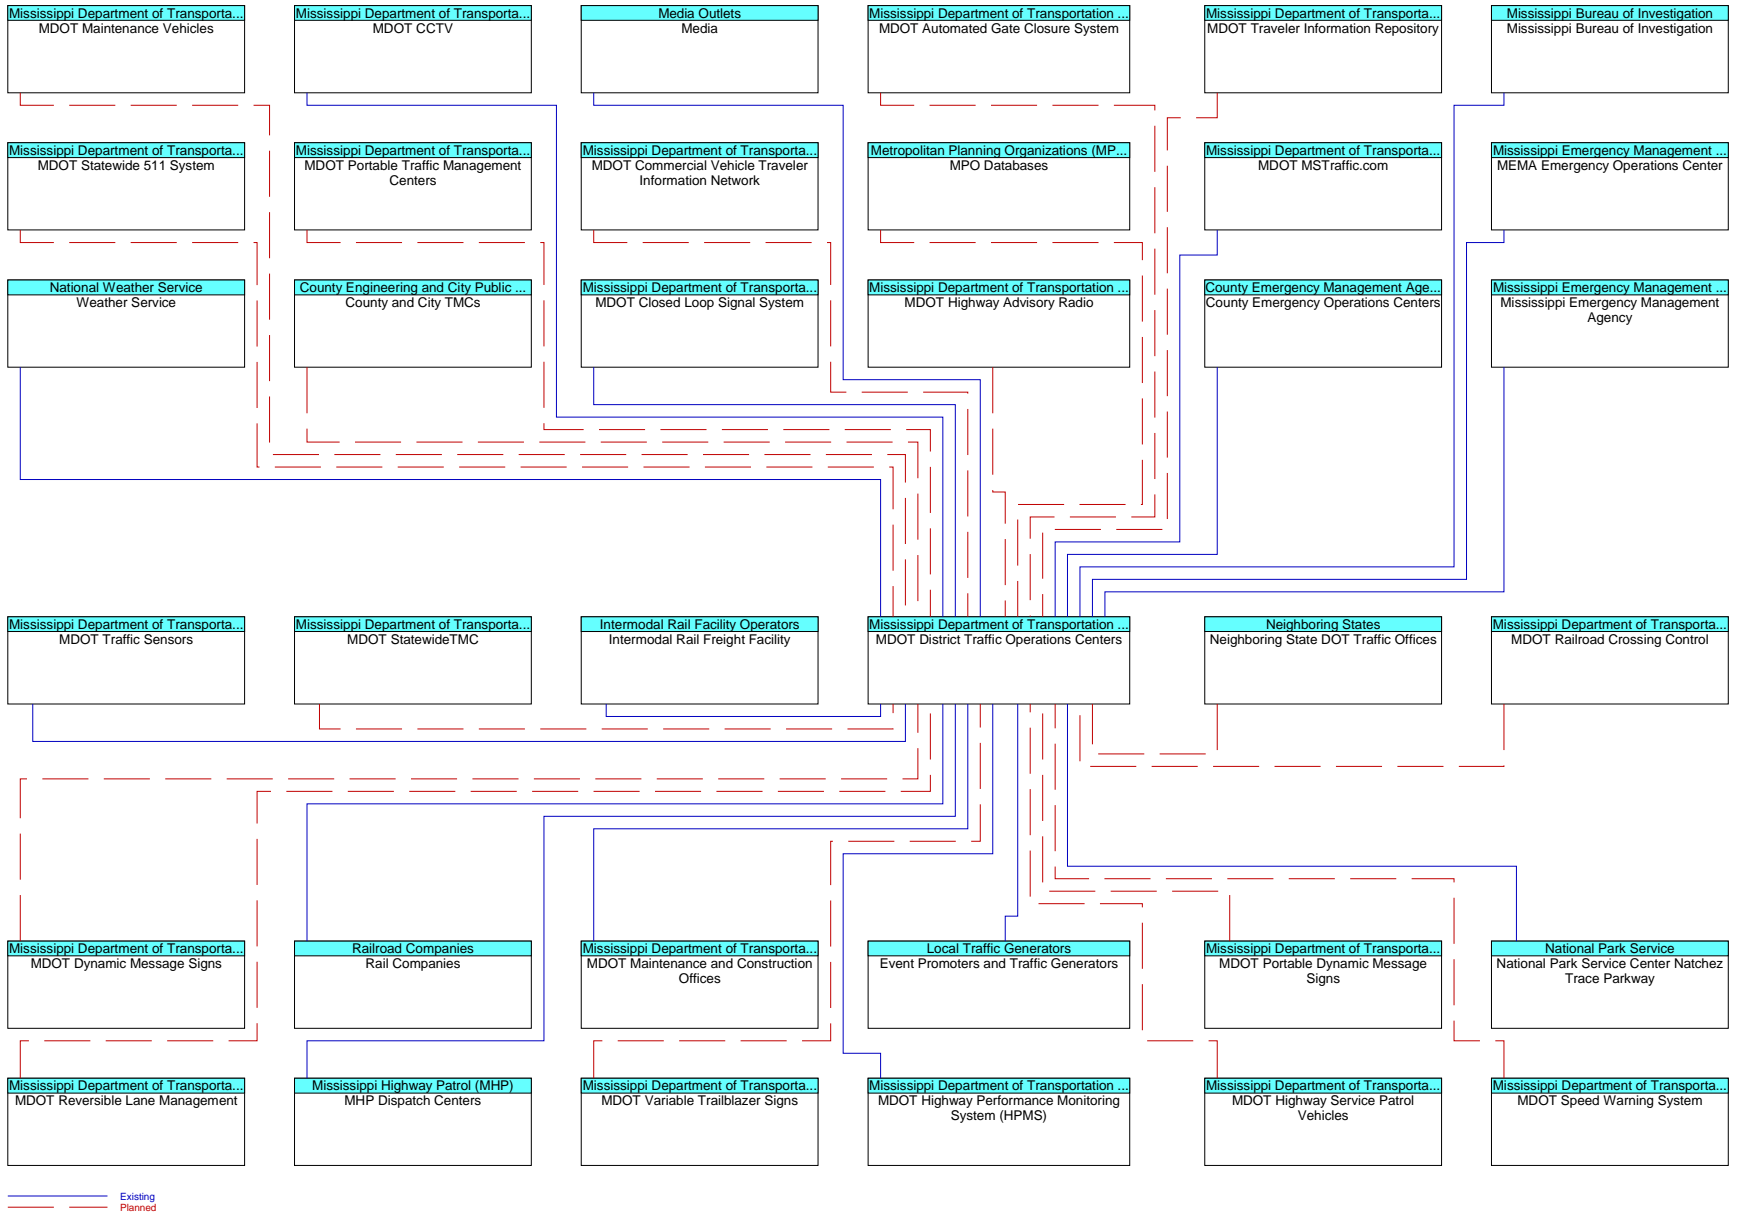 Mississippi Department of Transporta...
MDOT Maintenance Vehicles
Mississippi Department of Transporta...
MDOT CCTV
Media Outlets
Media
Mississippi Department of Transportation ...
MDOT Automated Gate Closure System
Mississippi Department of Transporta...
MDOT Traveler Information Repository
Mississippi Bureau of Investigation
Mississippi Bureau of Investigation
Mississippi Department of Transporta...
MDOT Statewide 511 System
Mississippi Department of Transporta...
MDOT Portable Traffic Management
Centers
Mississippi Department of Transporta...
MDOT Commercial Vehicle Traveler
Information Network
Metropolitan Planning Organizations (MP...
MPO Databases
Mississippi Department of Transporta...
MDOT MSTraffic.com
Mississippi Emergency Management ...
MEMA Emergency Operations Center
National Weather Service
Weather Service
County Engineering and City Public ...
County and City TMCs
Mississippi Department of Transporta...
MDOT Closed Loop Signal System
Mississippi Department of Transportation ...
MDOT Highway Advisory Radio
County Emergency Management Age...
County Emergency Operations Centers
Mississippi Emergency Management ...
Mississippi Emergency Management
Agency
Mississippi Department of Transporta...
MDOT Traffic Sensors
Mississippi Department of Transporta...
MDOT StatewideTMC
Intermodal Rail Facility Operators
Intermodal Rail Freight Facility
Mississippi Department of Transportation ...
MDOT District Traffic Operations Centers
Neighboring States
Neighboring State DOT Traffic Offices
Mississippi Department of Transporta...
MDOT Railroad Crossing Control
Mississippi Department of Transporta...
MDOT Dynamic Message Signs
Railroad Companies
Rail Companies
Mississippi Department of Transporta...
MDOT Maintenance and Construction
Offices
Local Traffic Generators
Event Promoters and Traffic Generators
Mississippi Department of Transporta...
MDOT Portable Dynamic Message
Signs
National Park Service
National Park Service Center Natchez
Trace Parkway
Mississippi Department of Transporta...
MDOT Reversible Lane Management
Mississippi Highway Patrol (MHP)
MHP Dispatch Centers
Mississippi Department of Transporta...
MDOT Variable Trailblazer Signs
Mississippi Department of Transportation ...
MDOT Highway Performance Monitoring
System (HPMS)
Mississippi Department of Transporta...
MDOT Highway Service Patrol
Vehicles
Mississippi Department of Transporta...
MDOT Speed Warning System
Existing
Planned